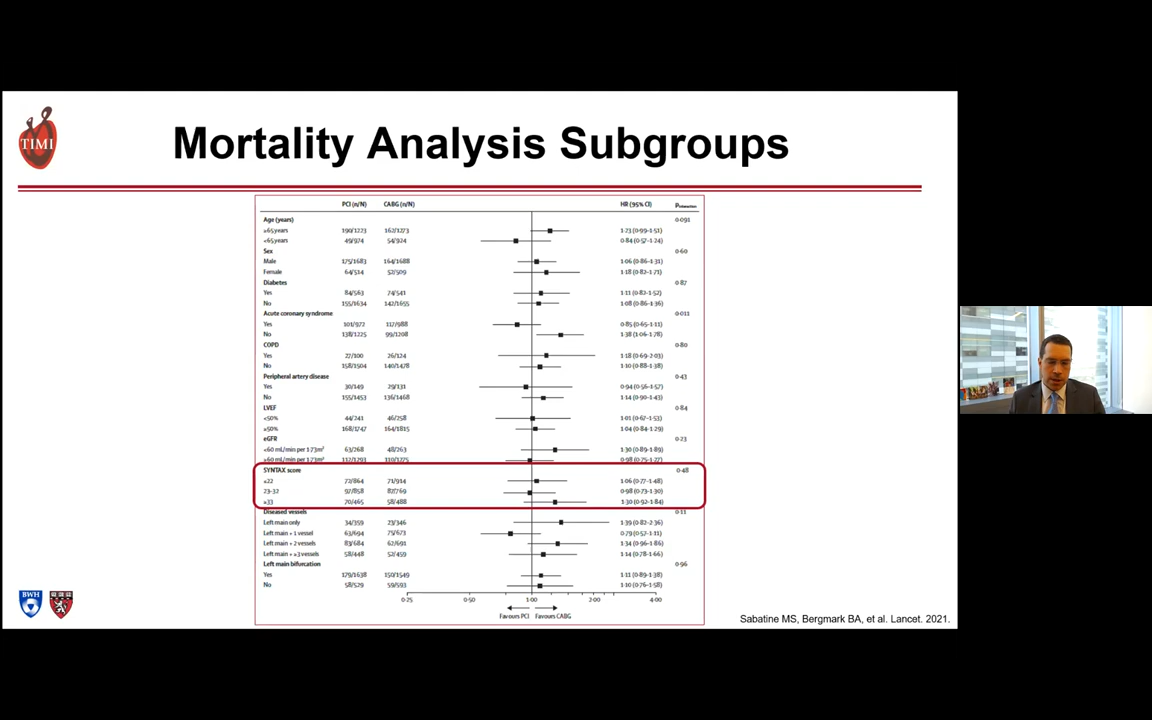 TIMI
Mortality Analysis Subgroups
PCI (n/N) CABG (n/N) HR (95% CI) Pinteraction
Age (years) 0·091
≥65 years 190/1223 162/1273 1·23 (0·99–1·51)
<65 years 49/974 54/924 0·84 (0·57–1·24)
Sex 0·60
Male 175/1683 164/1688 1·06 (0·86–1·31)
Female 64/514 52/509 1·18 (0·82–1·71)
Diabetes 0·87
Yes 84/563 74/541 1·11 (0·82–1·52)
No 155/1634 142/1655 1·08 (0·86–1·36)
Acute coronary syndrome 0·011
Yes 101/972 117/988 0·85 (0·65–1·11)
No 138/1225 99/1208 1·38 (1·06–1·78)
COPD 0·80
Yes 27/100 26/124 1·18 (0·69–2·03)
No 158/1504 140/1478 1·10 (0·88–1·38)
Peripheral artery disease 0·43
Yes 30/149 29/131 0·94 (0·56–1·57)
No 155/1453 136/1468 1·14 (0·90–1·43)
LVEF 0·84
<50% 44/241 46/258 1·01 (0·67–1·53)
≥50% 168/1747 164/1815 1·04 (0·84–1·29)
eGFR 0·23
<60 mL/min per 1·73m² 63/268 48/263 1·30 (0·89–1·89)
≥60 mL/min per 1·73m² 117/1293 110/1275 0·98 (0·75–1·27)
SYNTAX score 0·48
≤22 72/864 71/914 1·06 (0·77–1·48)
23–32 92/858 82/769 0·98 (0·73–1·30)
≥33 70/465 58/488 1·30 (0·92–1·84)
Diseased vessels 0·11
Left main only 34/359 23/346 1·39 (0·82–2·36)
Left main + 1 vessel 63/694 75/673 0·79 (0·57–1·11)
Left main + 2 vessels 83/684 62/691 1·34 (0·96–1·86)
Left main + ≥3 vessels 58/448 52/459 1·14 (0·78–1·66)
Left main bifurcation 0·96
Yes 179/1638 150/1549 1·11 (0·89–1·38)
No 58/529 59/593 1·10 (0·76–1·58)
0·25 0·50 1·00 2·00 4·00
Favours PCI Favours CABG
BWH
Sabatine MS, Bergmark BA, et al. Lancet. 2021.